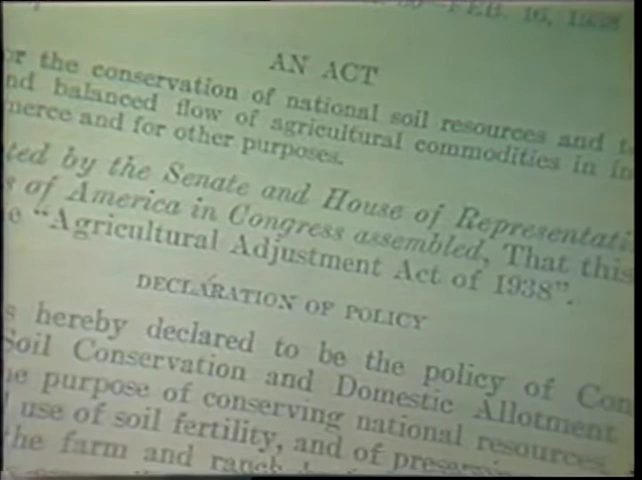 FEB. 16, 1938
AN ACT
or the conservation of national soil resources and t
nd balanced flow of agricultural commodities in in
merce and for other purposes.
ted by the Senate and House of Representati
s of America in Congress assembled, That this
e "Agricultural Adjustment Act of 1938".
DECLARATION OF POLICY
s hereby declared to be the policy of Con
Soil Conservation and Domestic Allotment
he purpose of conserving national resources
use of soil fertility, and of
the farm and ranch